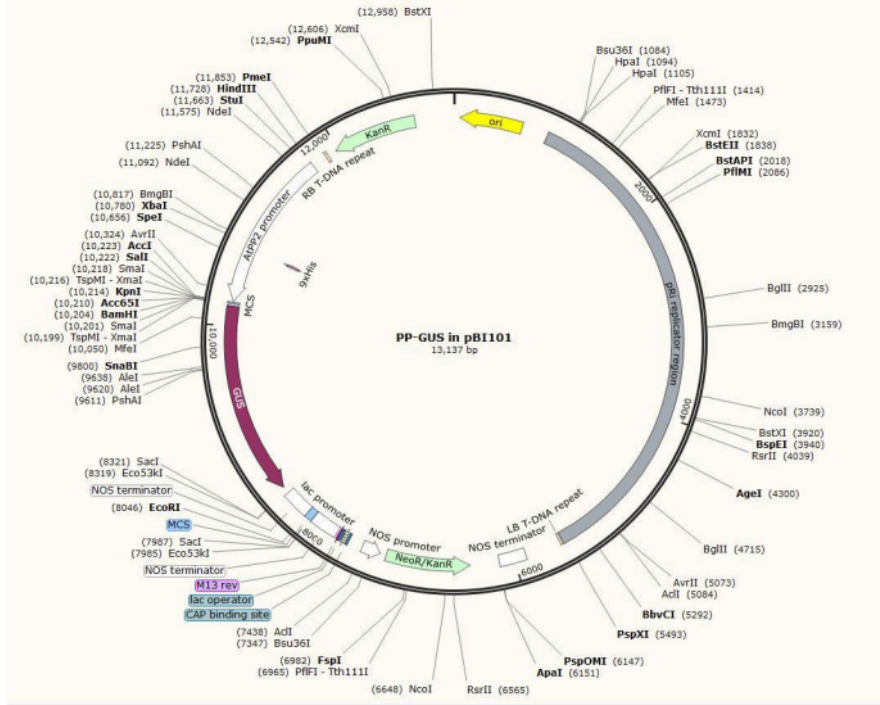 (12,958) BstXI
(12,606) XcmI
(12,542) PpuMI
(11,853) PmeI
(11,728) HindIII
(11,663) StuI
(11,575) NdeI
(11,225) PshAI
(11,092) NdeI
(10,817) BmgBI
(10,780) XbaI
(10,656) SpeI
(10,324) AvrII
(10,223) AccI
(10,222) SalI
(10,218) SmaI
(10,216) TspMI - XmaI
(10,214) KpnI
(10,210) Acc65I
(10,204) BamHI
(10,201) SmaI
(10,199) TspMI - XmaI
(10,050) MfeI
(9800) SnaBI
(9638) AleI
(9620) AleI
(9611) PshAI
(8321) SacI
(8319) Eco53kI
NOS terminator
(8046) EcoRI
MCS
(7987) SacI
(7985) Eco53kI
NOS terminator
M13 rev
lac operator
CAP binding site
(7438) AclI
(7347) Bsu36I
(6982) FspI
(6965) PflFI - Tth111I
(6648) NcoI
Bsu36I (1084)
HpaI (1094)
HpaI (1105)
PflFI - Tth111I (1414)
MfeI (1473)
XcmI (1832)
BstEII (1838)
BstAPI (2018)
PflMI (2086)
BglII (2925)
BmgBI (3159)
NcoI (3739)
BstXI (3920)
BspEI (3940)
RsrII (4039)
AgeI (4300)
BglII (4715)
AvrII (5073)
AclI (5084)
BbvCI (5292)
PspXI (5493)
PspOMI (6147)
ApaI (6151)
RsrII (6565)
ori
KanR
12,000
RB T-DNA repeat
AtPP2 promoter
9xHis
MCS
10,000
GUS
lac promoter
8000
NOS promoter
NeoR/KanR
NOS terminator
LB T-DNA repeat
6000
2000
pRi replicator region
PP-GUS in pBI101
13,137 bp